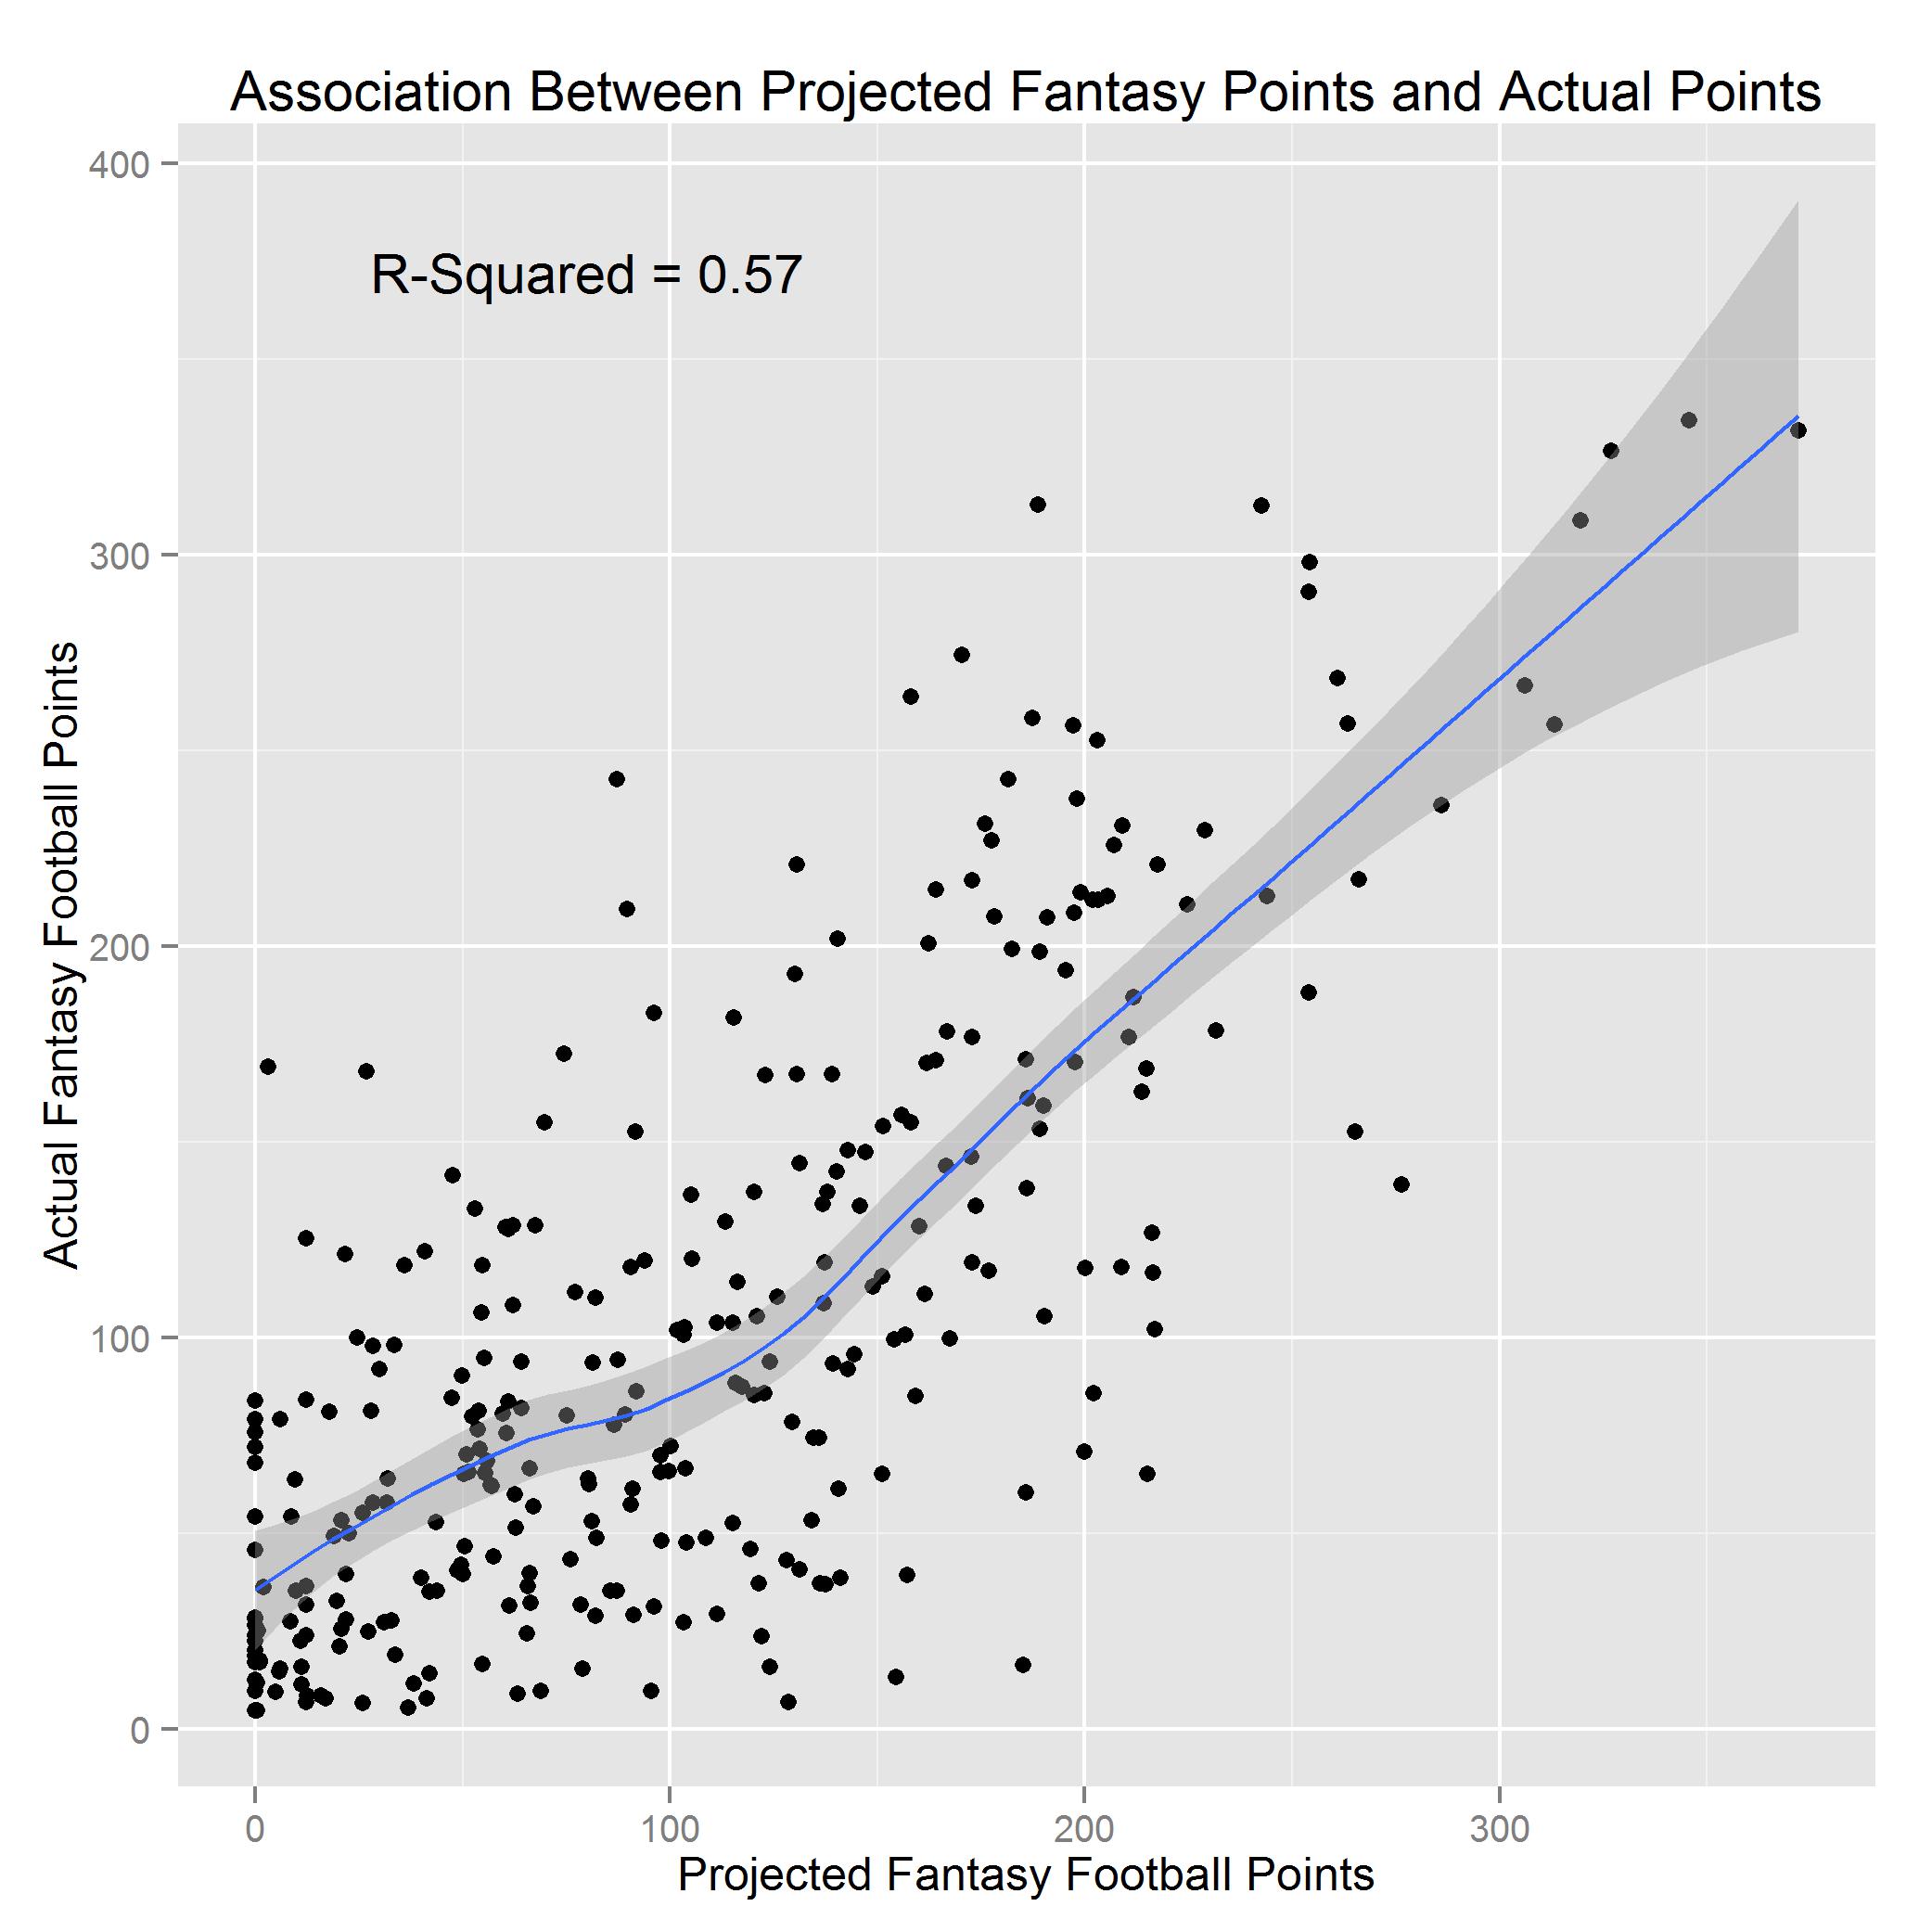 Association Between Projected Fantasy Points and Actual Points
R-Squared = 0.57
Actual Fantasy Football Points
400
300
200
100
0
0 100 200 300
Projected Fantasy Football Points